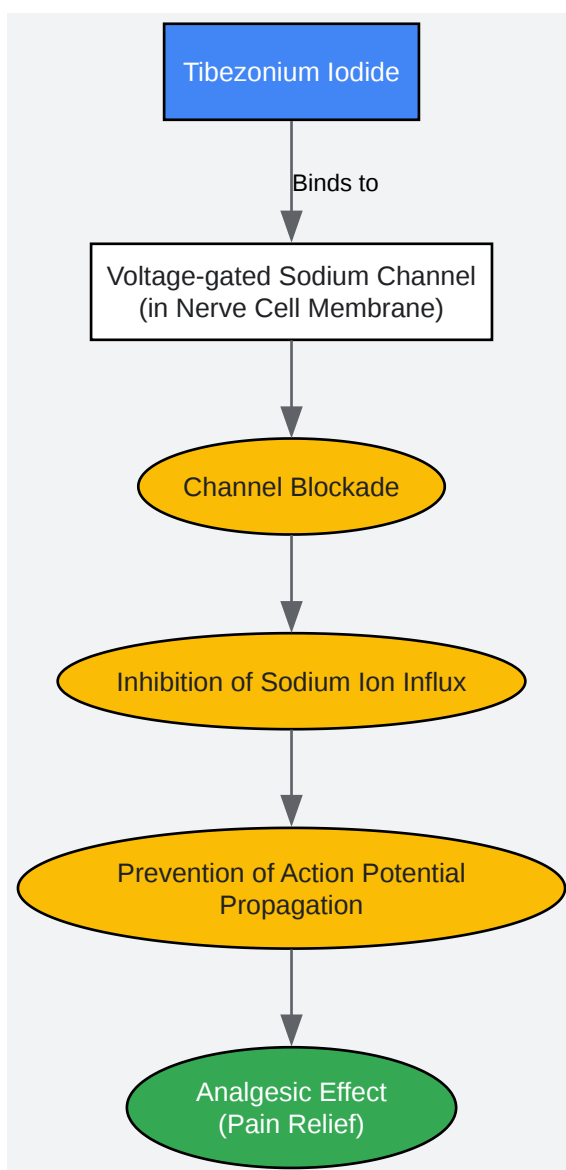 Tibezonium Iodide
Binds to
Voltage-gated Sodium Channel
(in Nerve Cell Membrane)
Channel Blockade
Inhibition of Sodium Ion Influx
Prevention of Action Potential
Propagation
Analgesic Effect
(Pain Relief)